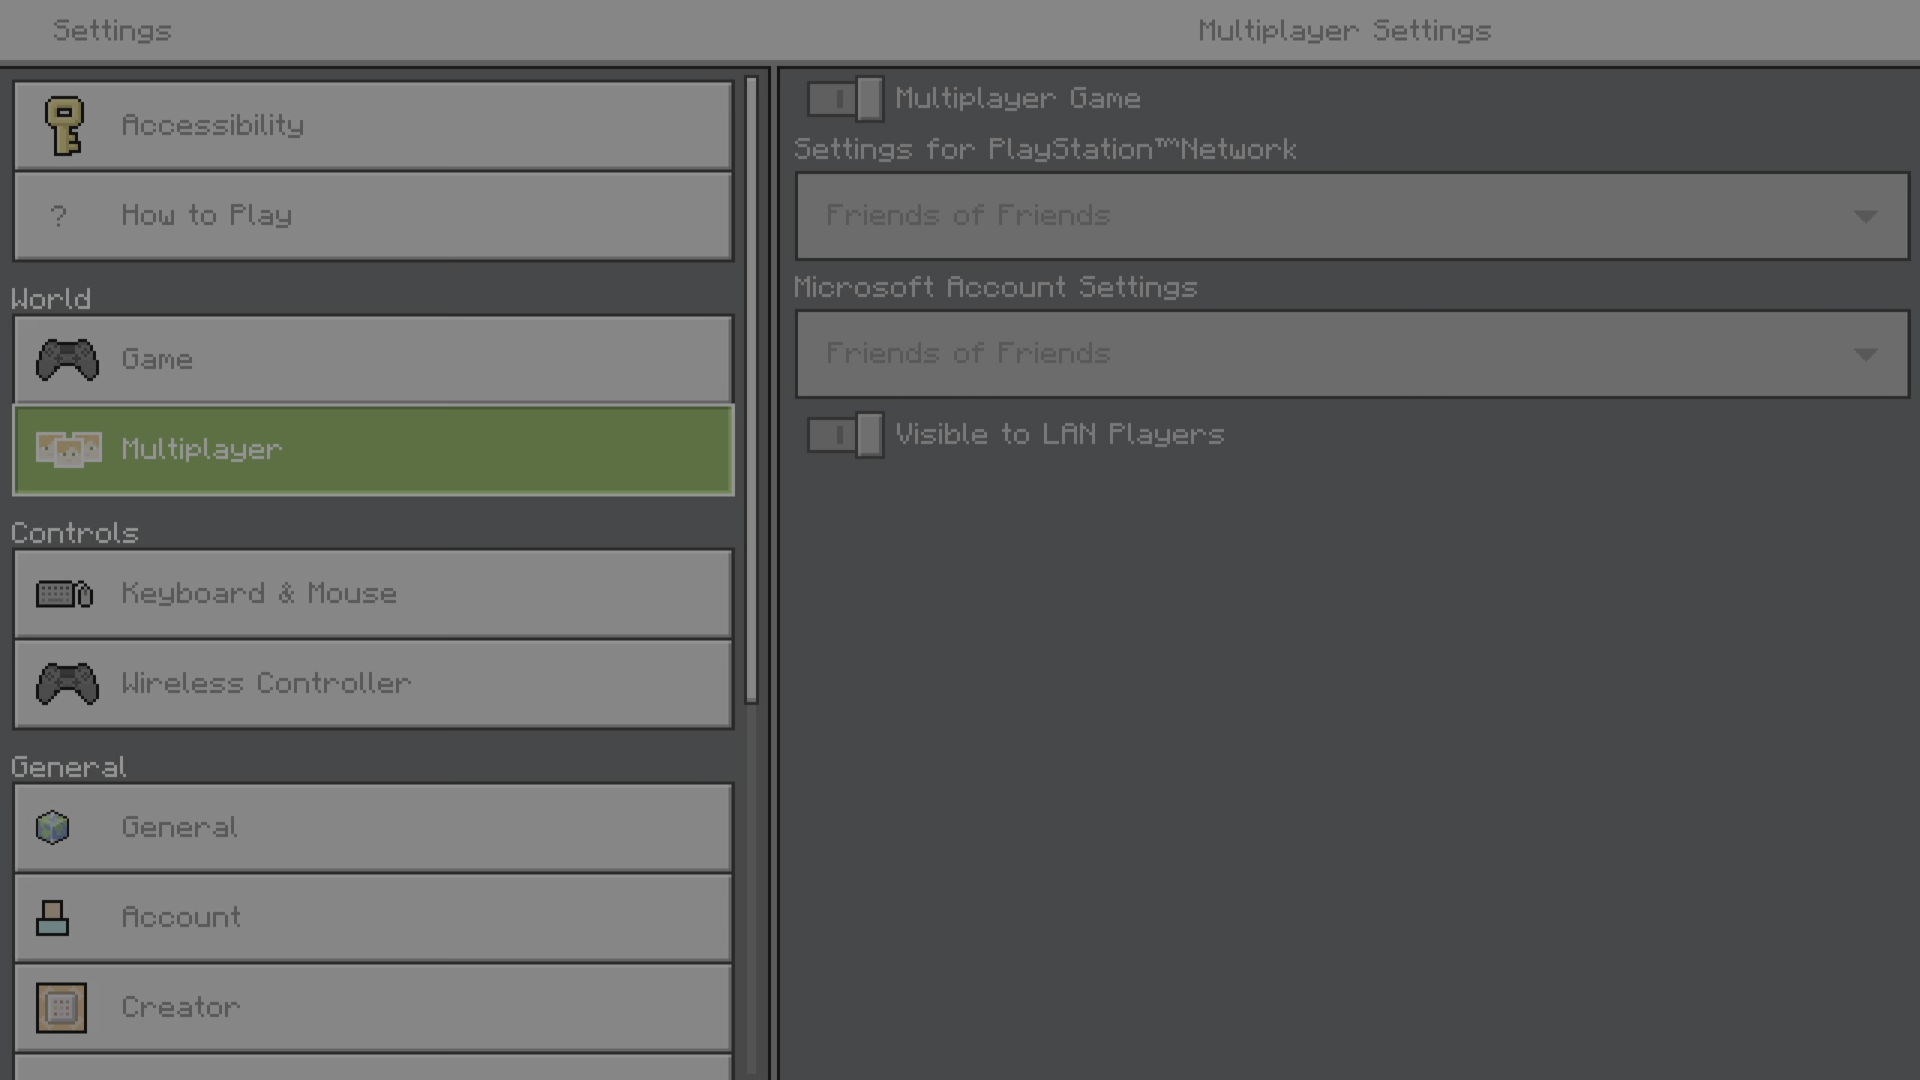 Settings
Multiplayer Settings
Accessibility
? How to Play
World
Game
Multiplayer
Controls
Keyboard & Mouse
Wireless Controller
General
General
Account
Creator
Multiplayer Game
Settings for PlayStation™Network
Friends of Friends
Microsoft Account Settings
Friends of Friends
Visible to LAN Players